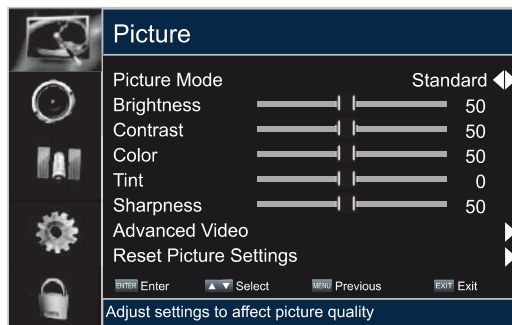 Picture
Picture Mode Standard
Brightness 50
Contrast 50
Color 50
Tint 0
Sharpness 50
Advanced Video
Reset Picture Settings
ENTER Enter ▲ ▼ Select MENU Previous EXIT Exit
Adjust settings to affect picture quality